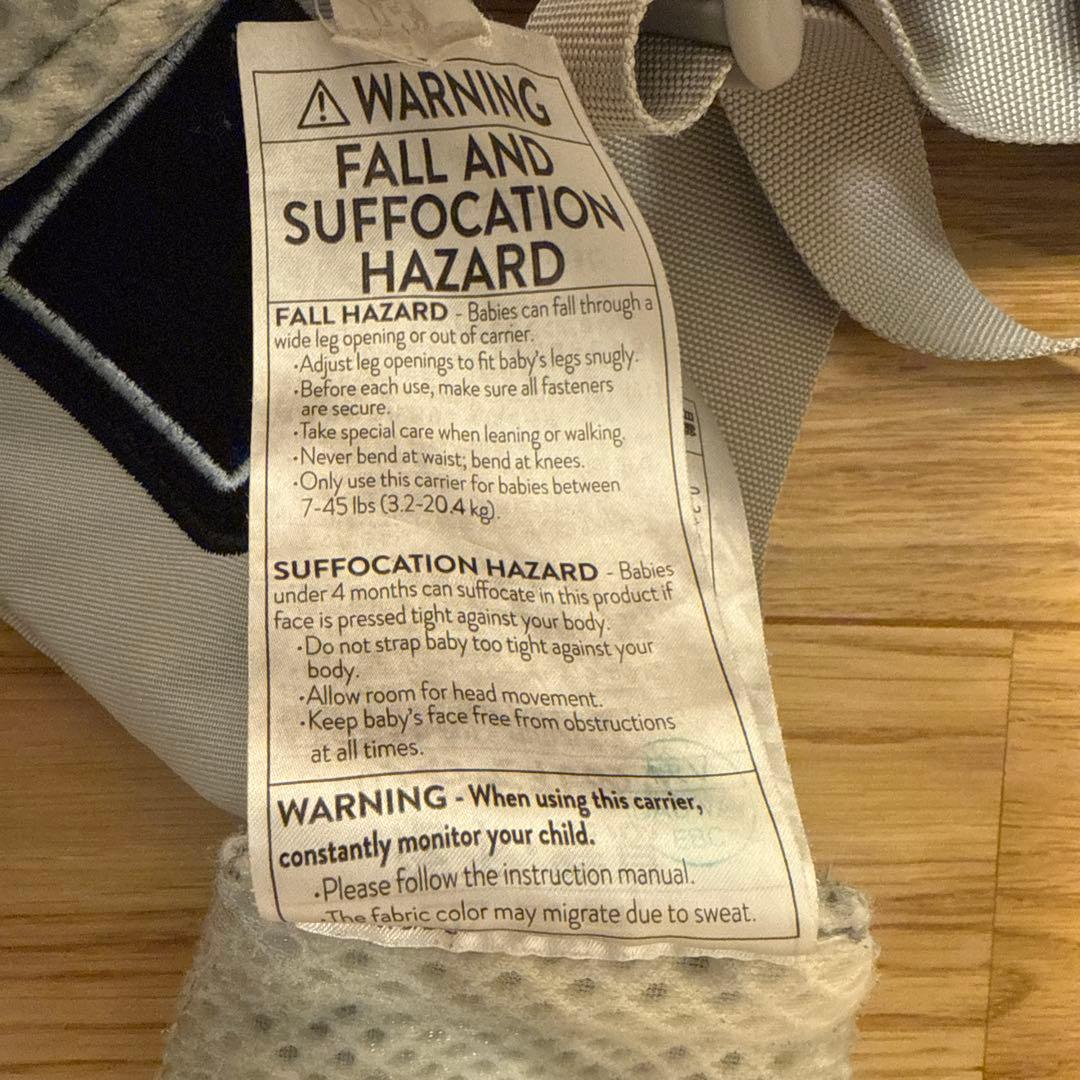 WARNING
FALL AND
SUFFOCATION
HAZARD
FALL HAZARD - Babies can fall through a
wide leg opening or out of carrier.
·Adjust leg openings to fit baby's legs snugly.
·Before each use, make sure all fasteners
are secure.
·Take special care when leaning or walking.
·Never bend at waist; bend at knees.
·Only use this carrier for babies between
7-45 lbs (3.2-20.4 kg).
SUFFOCATION HAZARD - Babies
under 4 months can suffocate in this product if
face is pressed tight against your body.
·Do not strap baby too tight against your
body.
·Allow room for head movement.
·Keep baby's face free from obstructions
at all times.
WARNING - When using this carrier,
constantly monitor your child.
·Please follow the instruction manual.
·The fabric color may migrate due to sweat.